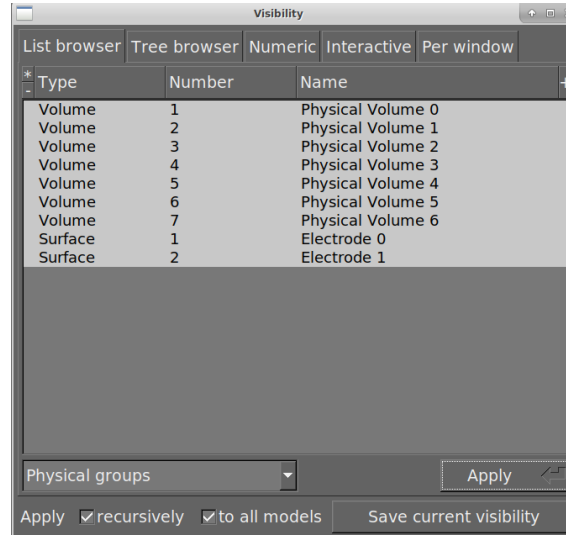 Visibility
List browser Tree browser Numeric Interactive Per window
* - Type Number Name +
Volume 1 Physical Volume 0
Volume 2 Physical Volume 1
Volume 3 Physical Volume 2
Volume 4 Physical Volume 3
Volume 5 Physical Volume 4
Volume 6 Physical Volume 5
Volume 7 Physical Volume 6
Surface 1 Electrode 0
Surface 2 Electrode 1
Physical groups Apply
Apply recursively to all models Save current visibility